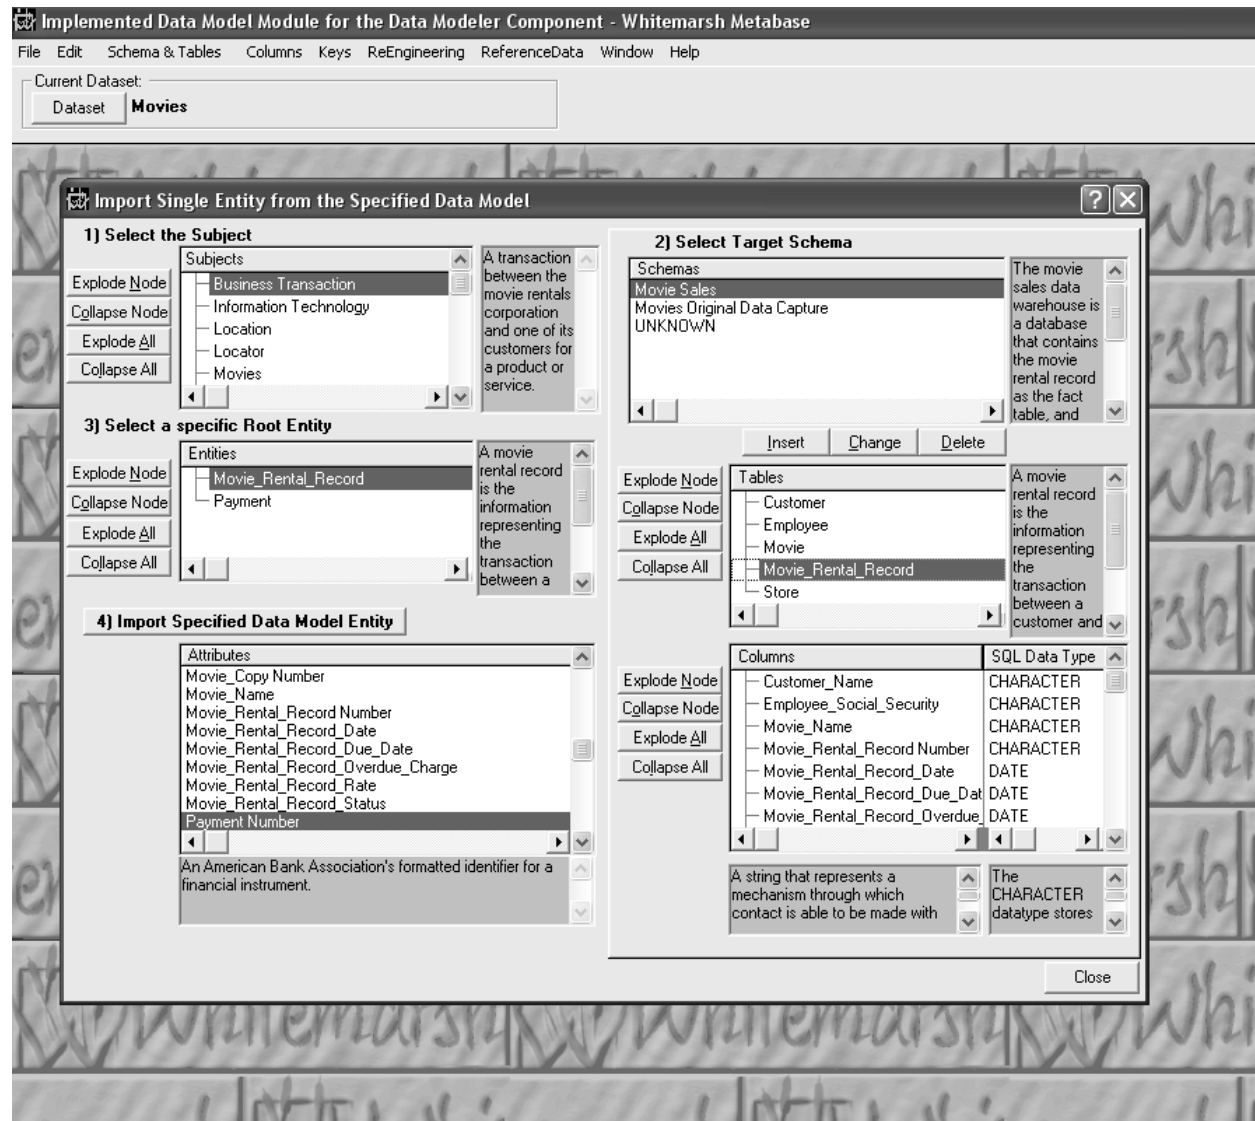 Implemented Data Model Module for the Data Modeler Component - Whitemarsh Metabase
File Edit Schema & Tables Columns Keys ReEngineering ReferenceData Window Help
Current Dataset:
Dataset Movies
Import Single Entity from the Specified Data Model
1) Select the Subject
Explode Node
Collapse Node
Explode All
Collapse All
Subjects
Business Transaction
Information Technology
Location
Locator
Movies
A transaction
between the
movie rentals
corporation
and one of its
customers for
a product or
service.
2) Select Target Schema
Schemas
Movie Sales
Movies Original Data Capture
UNKNOWN
The movie
sales data
warehouse is
a database
that contains
the movie
rental record
as the fact
table, and
Insert Change Delete
3) Select a specific Root Entity
Explode Node
Collapse Node
Explode All
Collapse All
Entities
Movie_Rental_Record
Payment
A movie
rental record
is the
information
representing
the
transaction
between a
Explode Node
Collapse Node
Explode All
Collapse All
Tables
Customer
Employee
Movie
Movie_Rental_Record
Store
A movie
rental record
is the
information
representing
the
transaction
between a
customer and
4) Import Specified Data Model Entity
Attributes
Movie_Copy Number
Movie_Name
Movie_Rental_Record Number
Movie_Rental_Record_Date
Movie_Rental_Record_Due_Date
Movie_Rental_Record_Overdue_Charge
Movie_Rental_Record_Rate
Movie_Rental_Record_Status
Payment Number
An American Bank Association's formatted identifier for a
financial instrument.
Explode Node
Collapse Node
Explode All
Collapse All
Columns SQL Data Type
Customer_Name CHARACTER
Employee_Social_Security CHARACTER
Movie_Name CHARACTER
Movie_Rental_Record Number CHARACTER
Movie_Rental_Record_Date DATE
Movie_Rental_Record_Due_Dat DATE
Movie_Rental_Record_Overdue_ DATE
A string that represents a
mechanism through which
contact is able to be made with
The
CHARACTER
datatype stores
Close
Whitemarsh Whitemarsh Whi